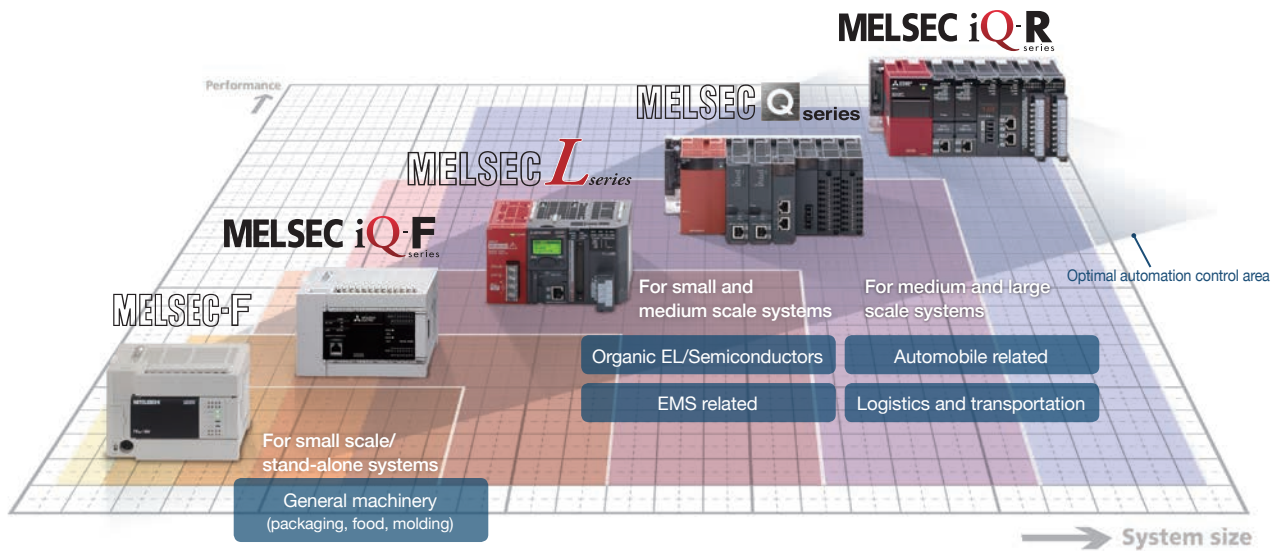 MELSEC iQ-R
series
Performance
MELSEC Q series
MELSEC L series
MELSEC iQ-F
series
Optimal automation control area
For small and
medium scale systems
For medium and large
scale systems
MELSEC-F
Organic EL/Semiconductors
Automobile related
EMS related
Logistics and transportation
MITSUBISHI
For small scale/
stand-alone systems
General machinery
(packaging, food, molding)
System size